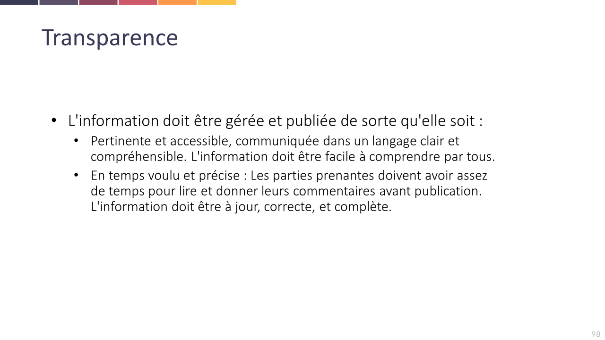 Transparence
• L'information doit être gérée et publiée de sorte qu'elle soit :
• Pertinente et accessible, communiquée dans un langage clair et
compréhensible. L'information doit être facile à comprendre par tous.
• En temps voulu et précise : Les parties prenantes doivent avoir assez
de temps pour lire et donner leurs commentaires avant publication.
L'information doit être à jour, correcte, et complète.
98